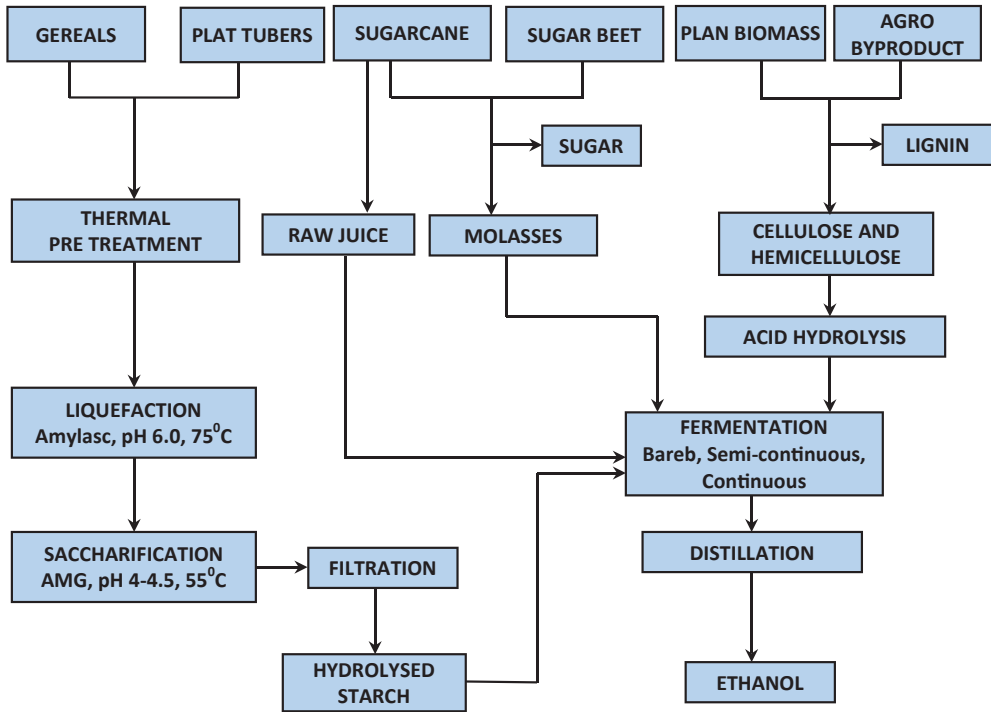 GEREALS
PLAT TUBERS
SUGARCANE
SUGAR BEET
PLAN BIOMASS
AGRO
BYPRODUCT
SUGAR
LIGNIN
THERMAL
PRE TREATMENT
RAW JUICE
MOLASSES
CELLULOSE AND
HEMICELLULOSE
ACID HYDROLYSIS
LIQUEFACTION
Amylasc, pH 6.0, 75⁰C
FERMENTATION
Bareb, Semi-continuous,
Continuous
SACCHARIFICATION
AMG, pH 4-4.5, 55⁰C
FILTRATION
DISTILLATION
HYDROLYSED
STARCH
ETHANOL